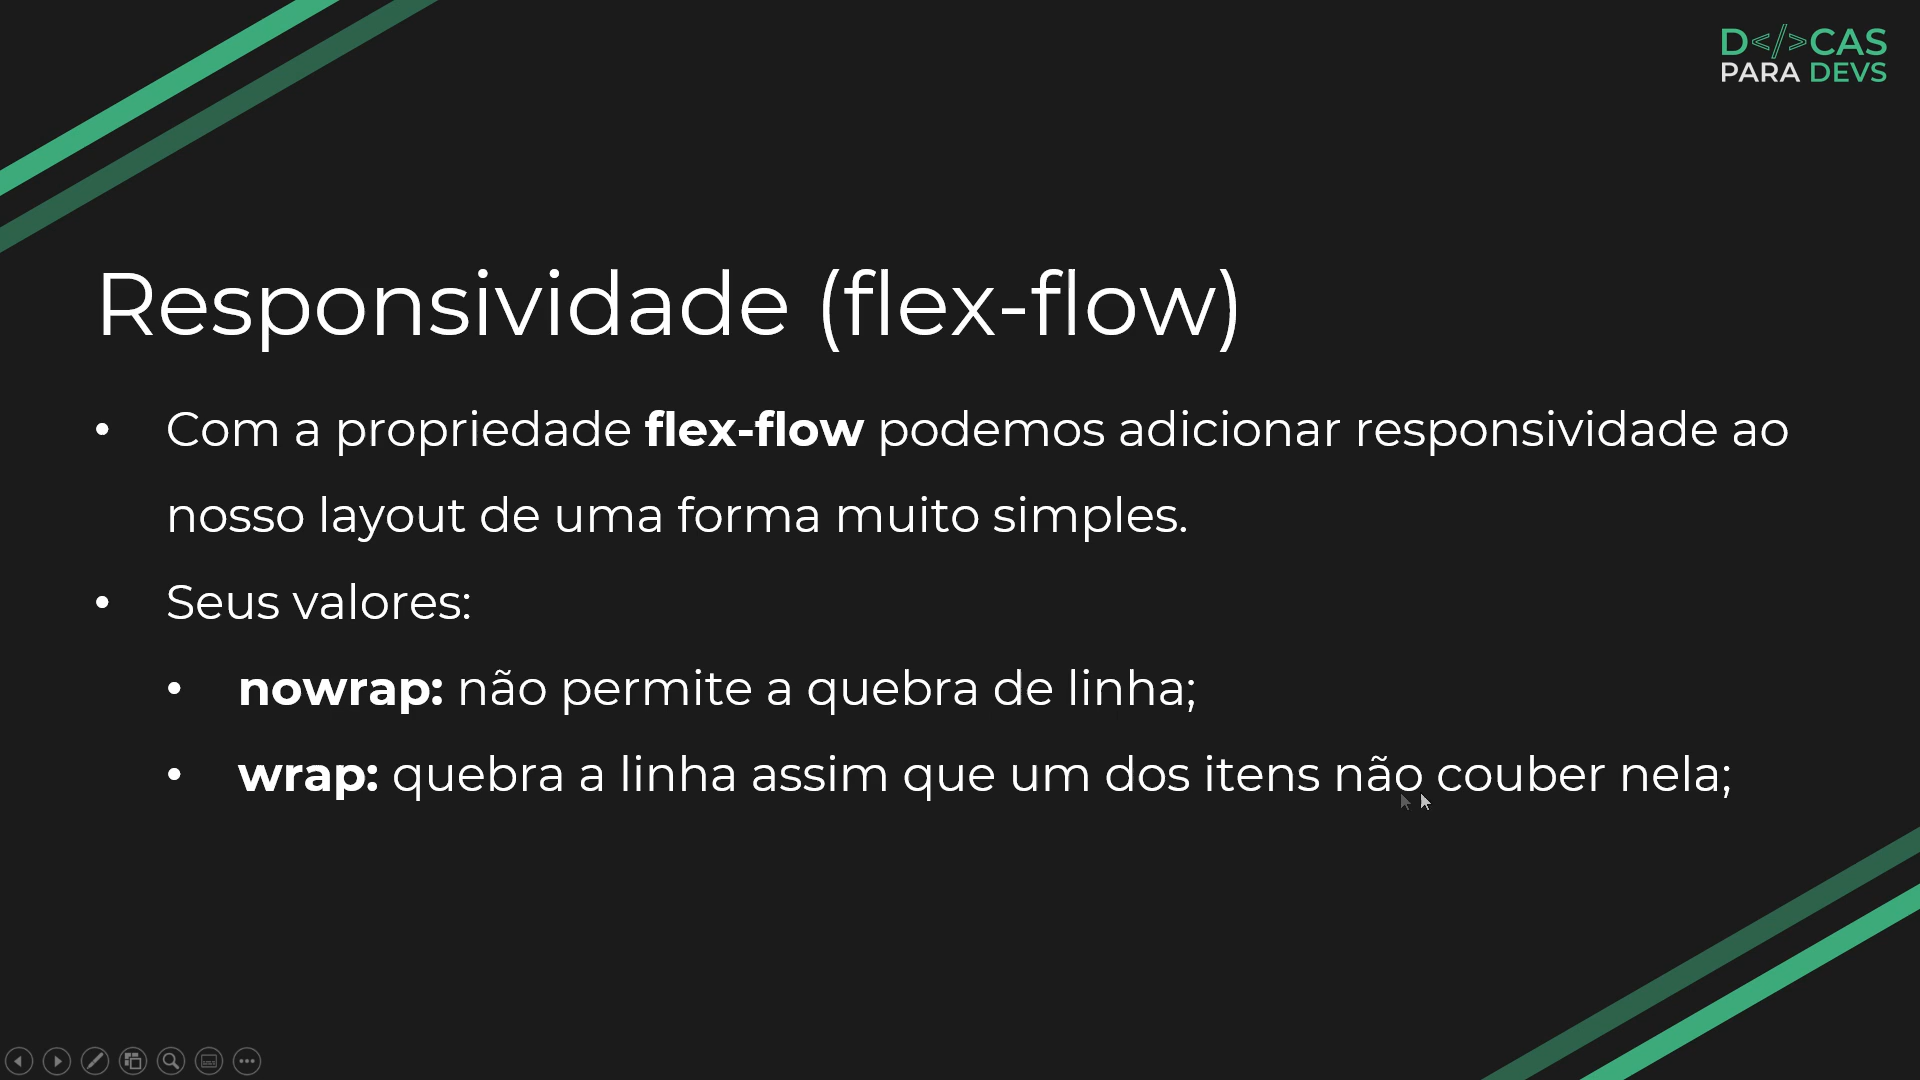 D</>CAS
PARA DEVS
Responsividade (flex-flow)
• Com a propriedade flex-flow podemos adicionar responsividade ao
nosso layout de uma forma muito simples.
• Seus valores:
• nowrap: não permite a quebra de linha;
• wrap: quebra a linha assim que um dos itens não couber nela;